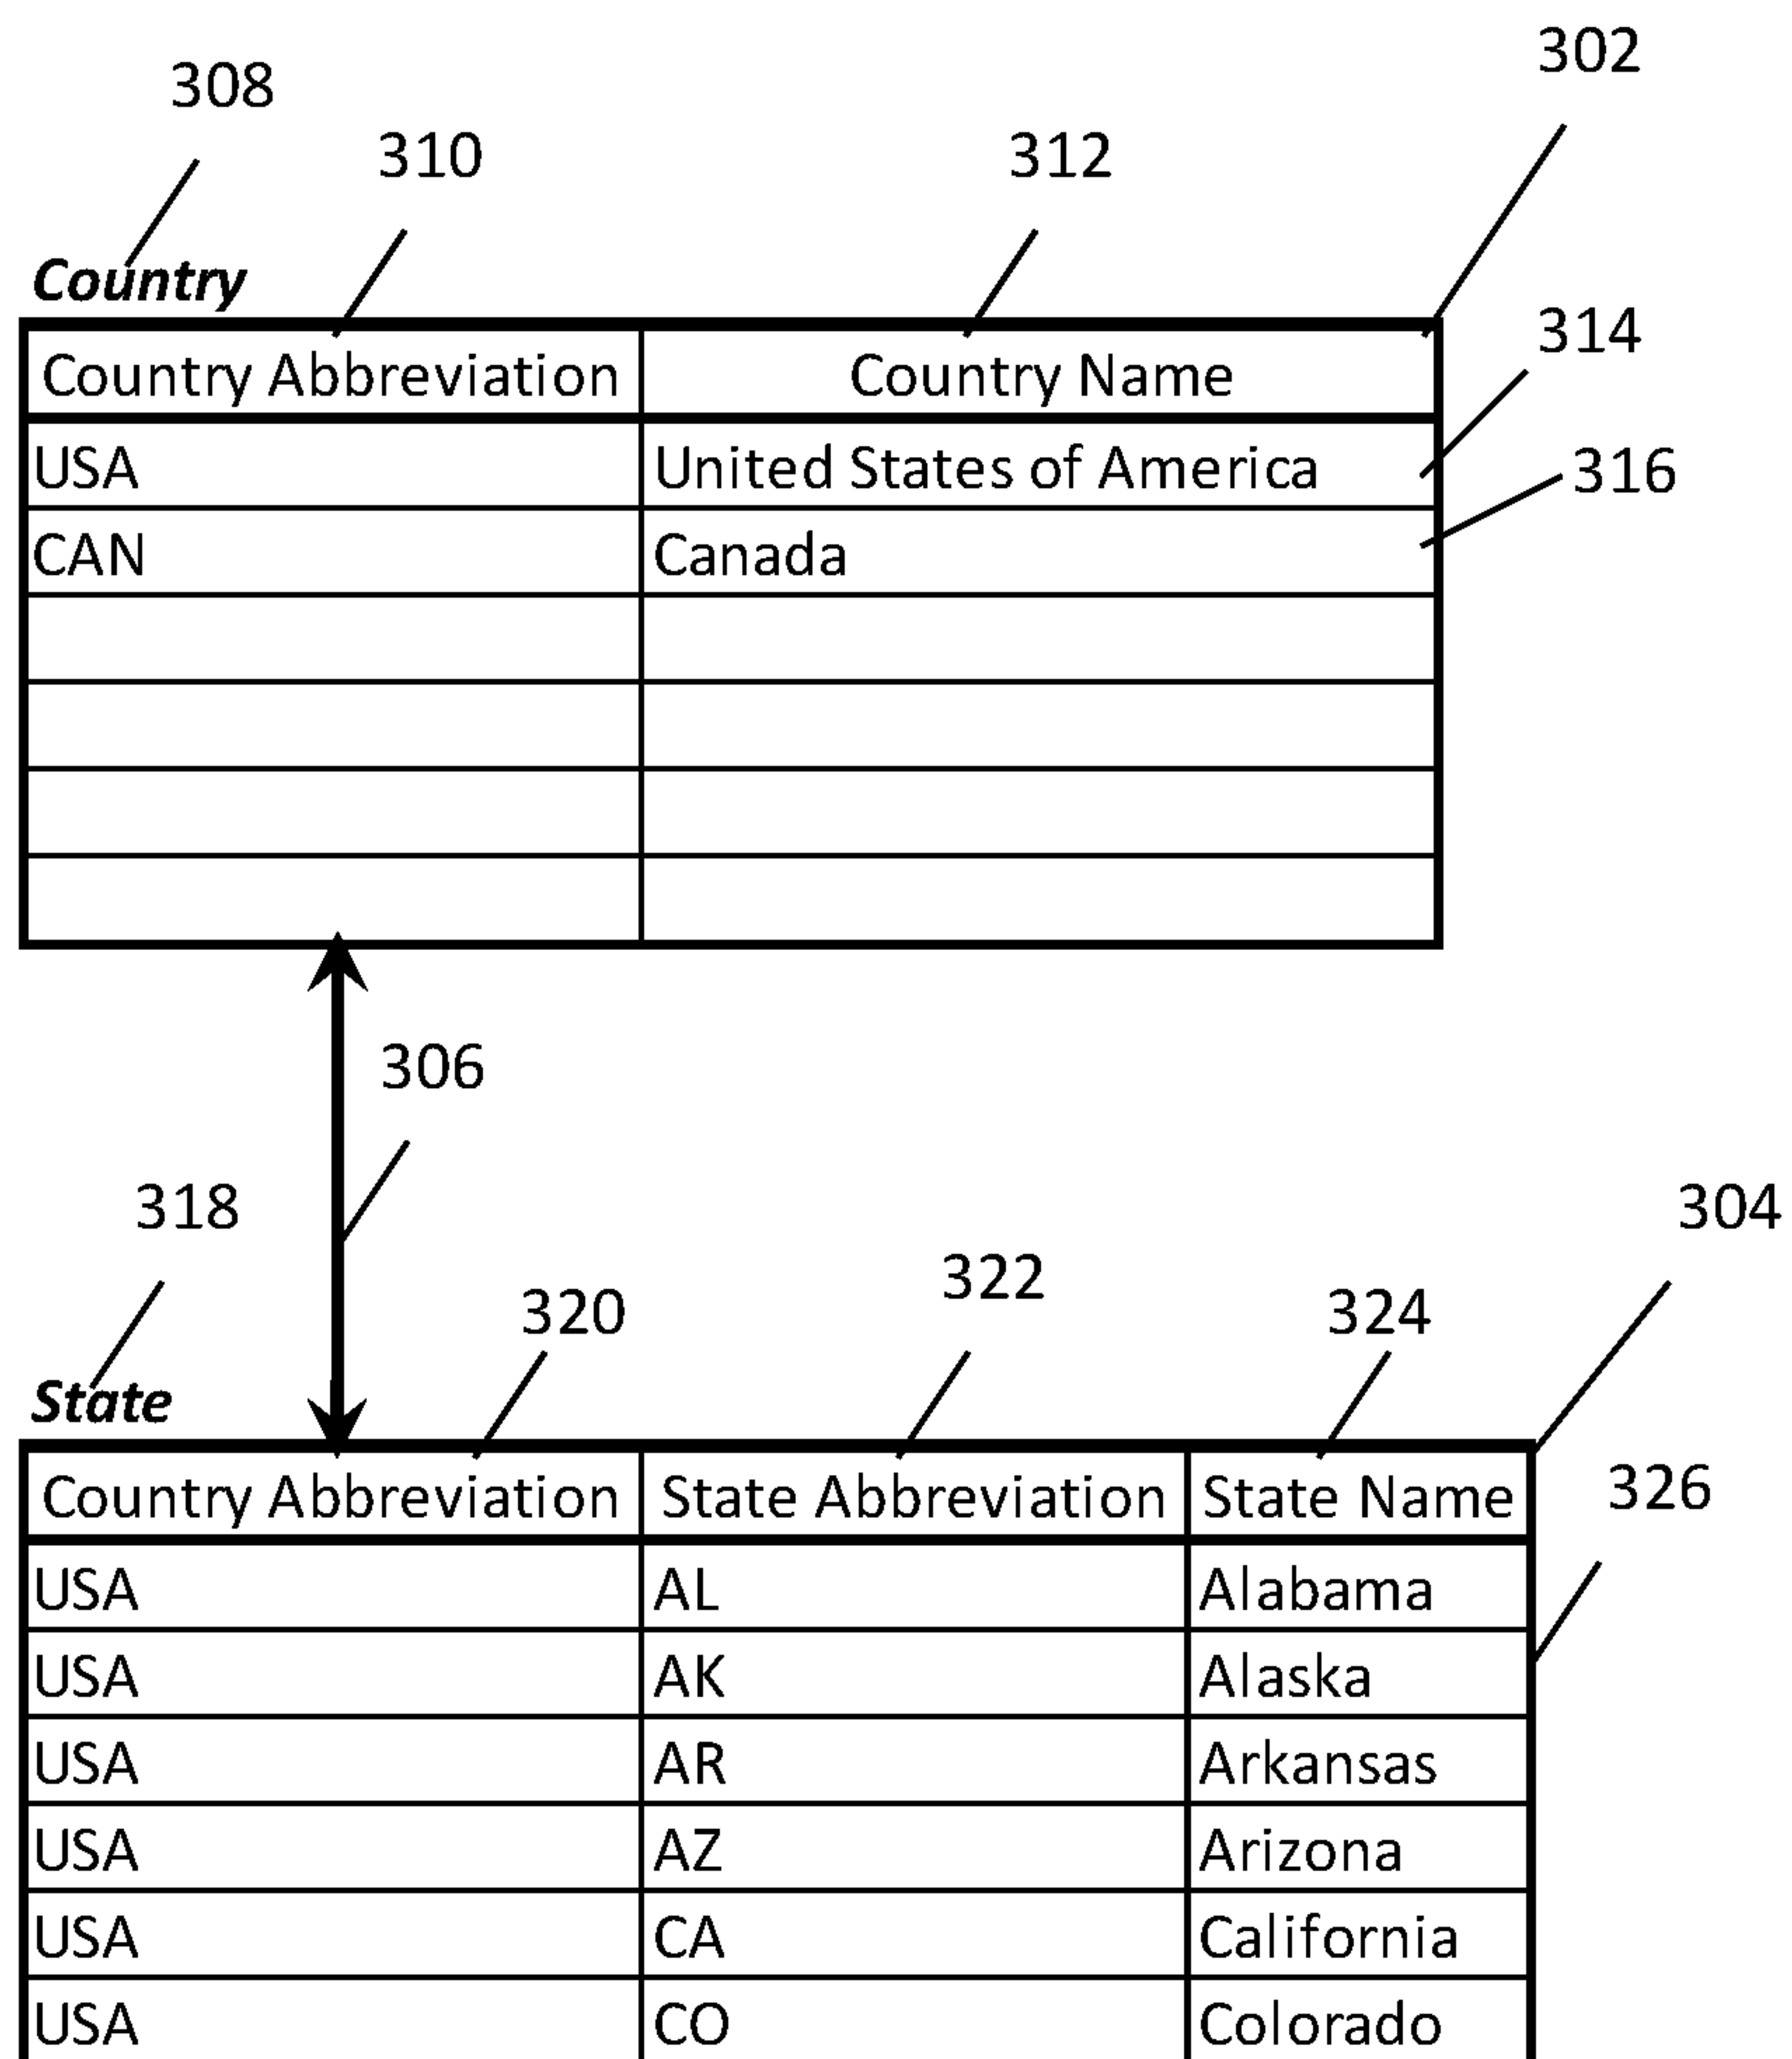 302
308
310 312
Country
314
Country Abbreviation Country Name
USA United States of America
316
CAN Canada
306
318 304
322
320 324
State
Country Abbreviation State Abbreviation State Name
326
USA AL Alabama
USA AK Alaska
USA AR Arkansas
USA AZ Arizona
USA CA California
USA CO Colorado